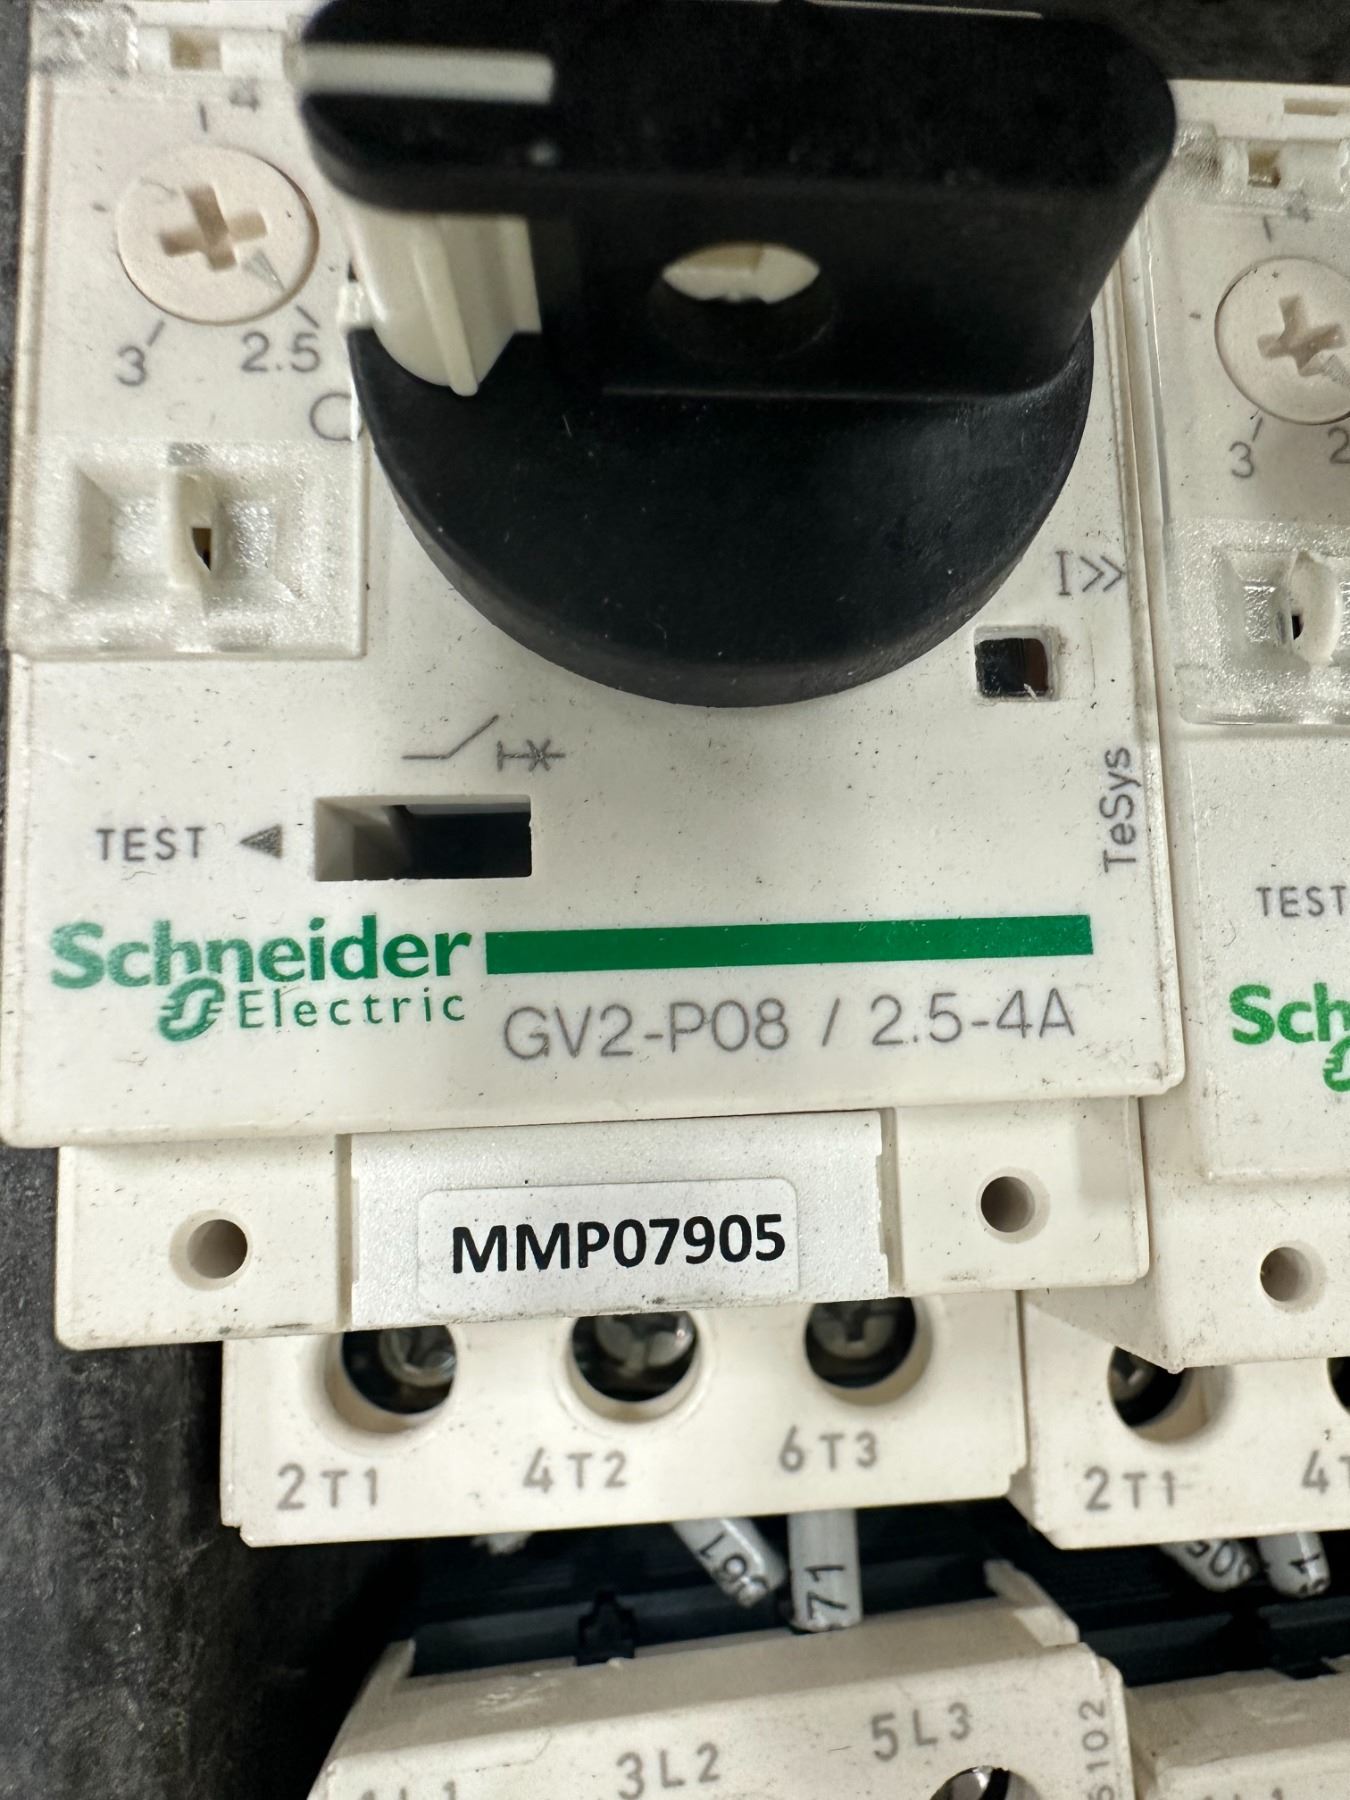 4
3
2.5
I>>
TeSys
TEST
Schneider
Electric
GV2-P08 / 2.5-4A
MMP07905
2T1
4T2
6T3
71
3L2
5L3
4
3
TEST
Sch
2T1